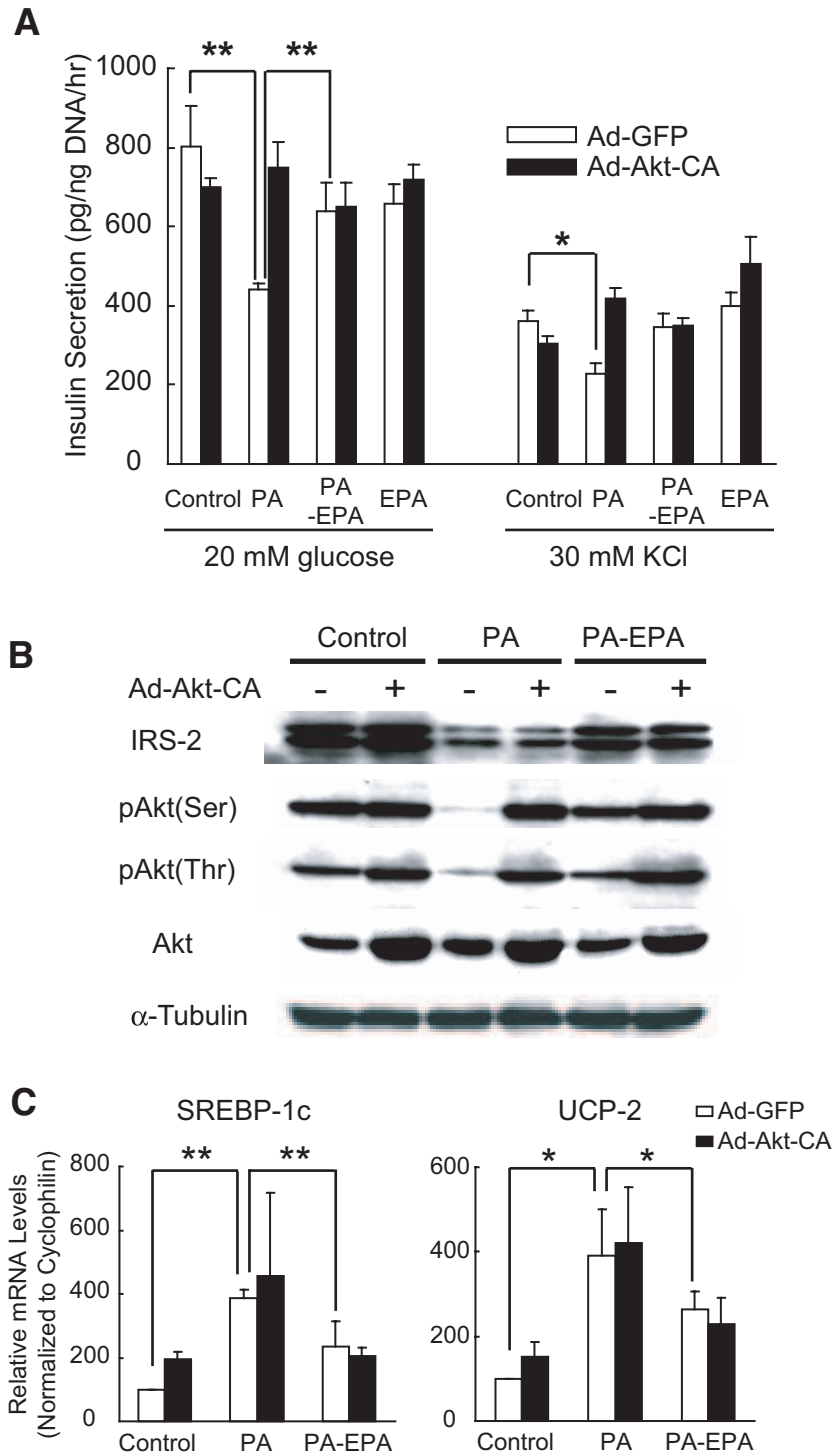 A
** **
Insulin Secretion (pg/ng DNA/hr)
1000
800
600
400
200
0
Ad-GFP
Ad-Akt-CA
*
Control PA PA-EPA EPA Control PA PA-EPA EPA
20 mM glucose 30 mM KCl
B
Control PA PA-EPA
Ad-Akt-CA - + - + - +
IRS-2
pAkt(Ser)
pAkt(Thr)
Akt
α-Tubulin
C
SREBP-1c
Relative mRNA Levels
(Normalized to Cyclophilin)
800
600
400
200
0
** **
Control PA PA-EPA
UCP-2
Ad-GFP
Ad-Akt-CA
600
400
200
0
* *
Control PA PA-EPA